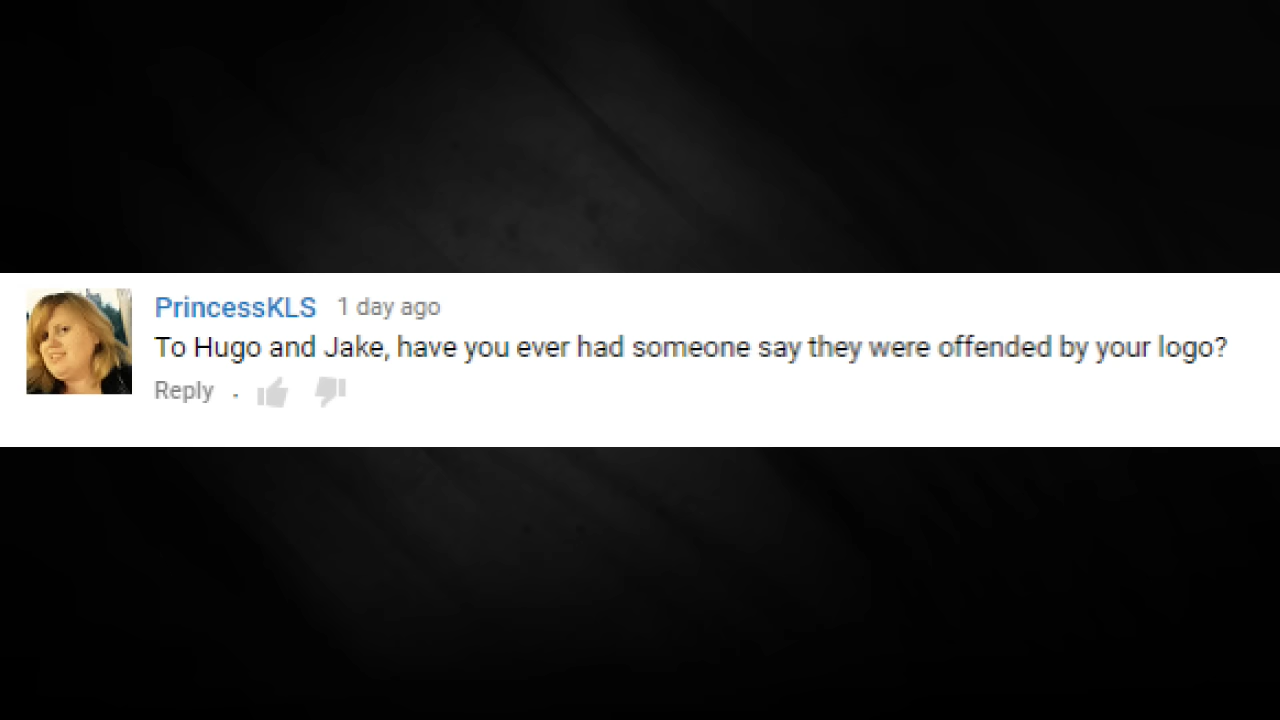 PrincessKLS 1 day ago
To Hugo and Jake, have you ever had someone say they were offended by your logo?
Reply .